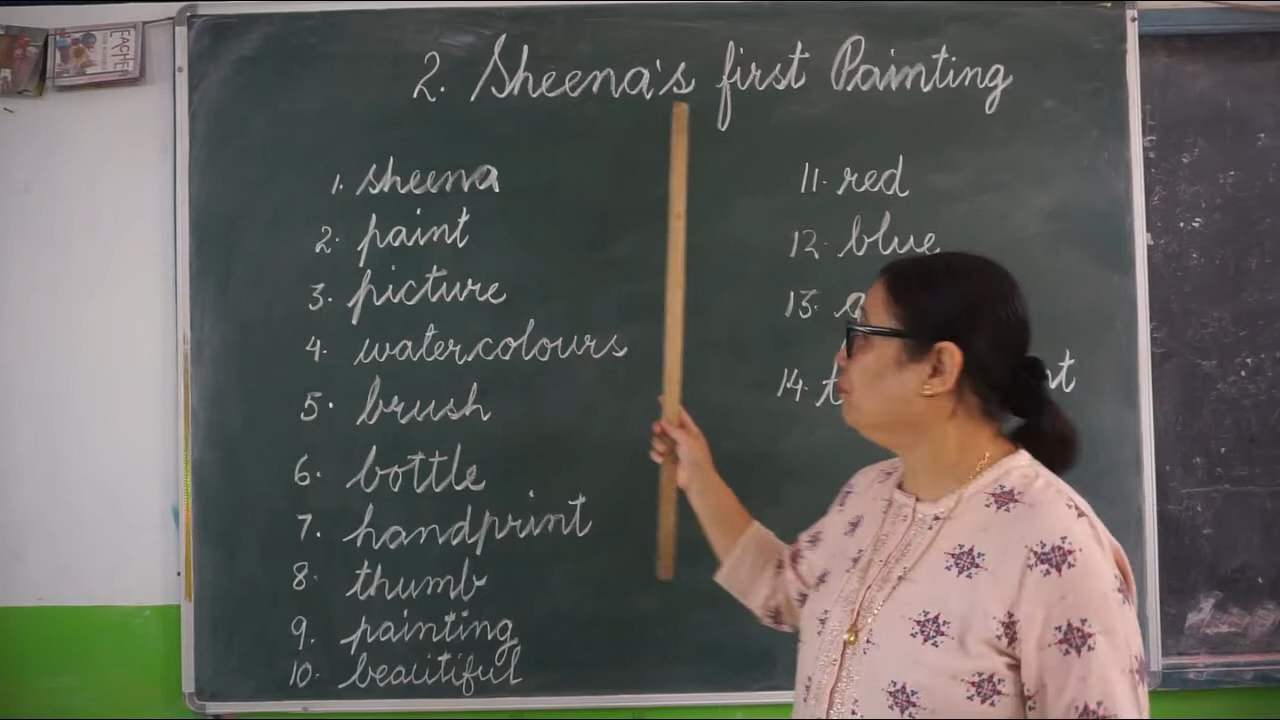 2. Sheena's first Painting
1. sheena
2. paint
3. picture
4. watercolours
5. brush
6. bottle
7. handprint
8. thumb
9. painting
10. beautiful
11. red
12. blue
13.
14.